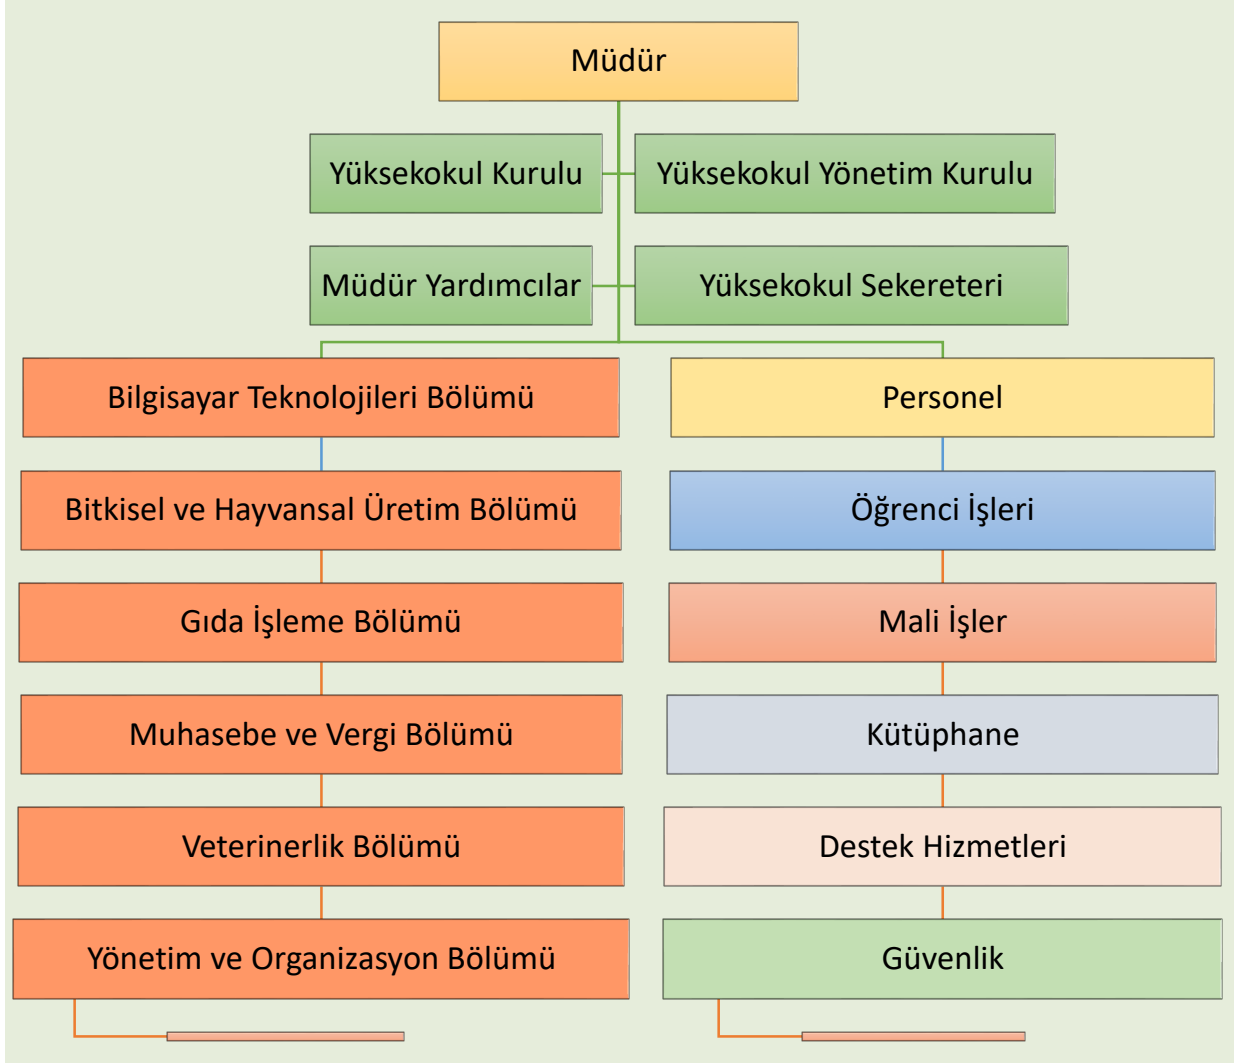 Müdür
Yüksekokul Kurulu
Yüksekokul Yönetim Kurulu
Müdür Yardımcılar
Yüksekokul Sekereteri
Bilgisayar Teknolojileri Bölümü
Personel
Bitkisel ve Hayvansal Üretim Bölümü
Öğrenci İşleri
Gıda İşleme Bölümü
Mali İşler
Muhasebe ve Vergi Bölümü
Kütüphane
Veterinerlik Bölümü
Destek Hizmetleri
Yönetim ve Organizasyon Bölümü
Güvenlik